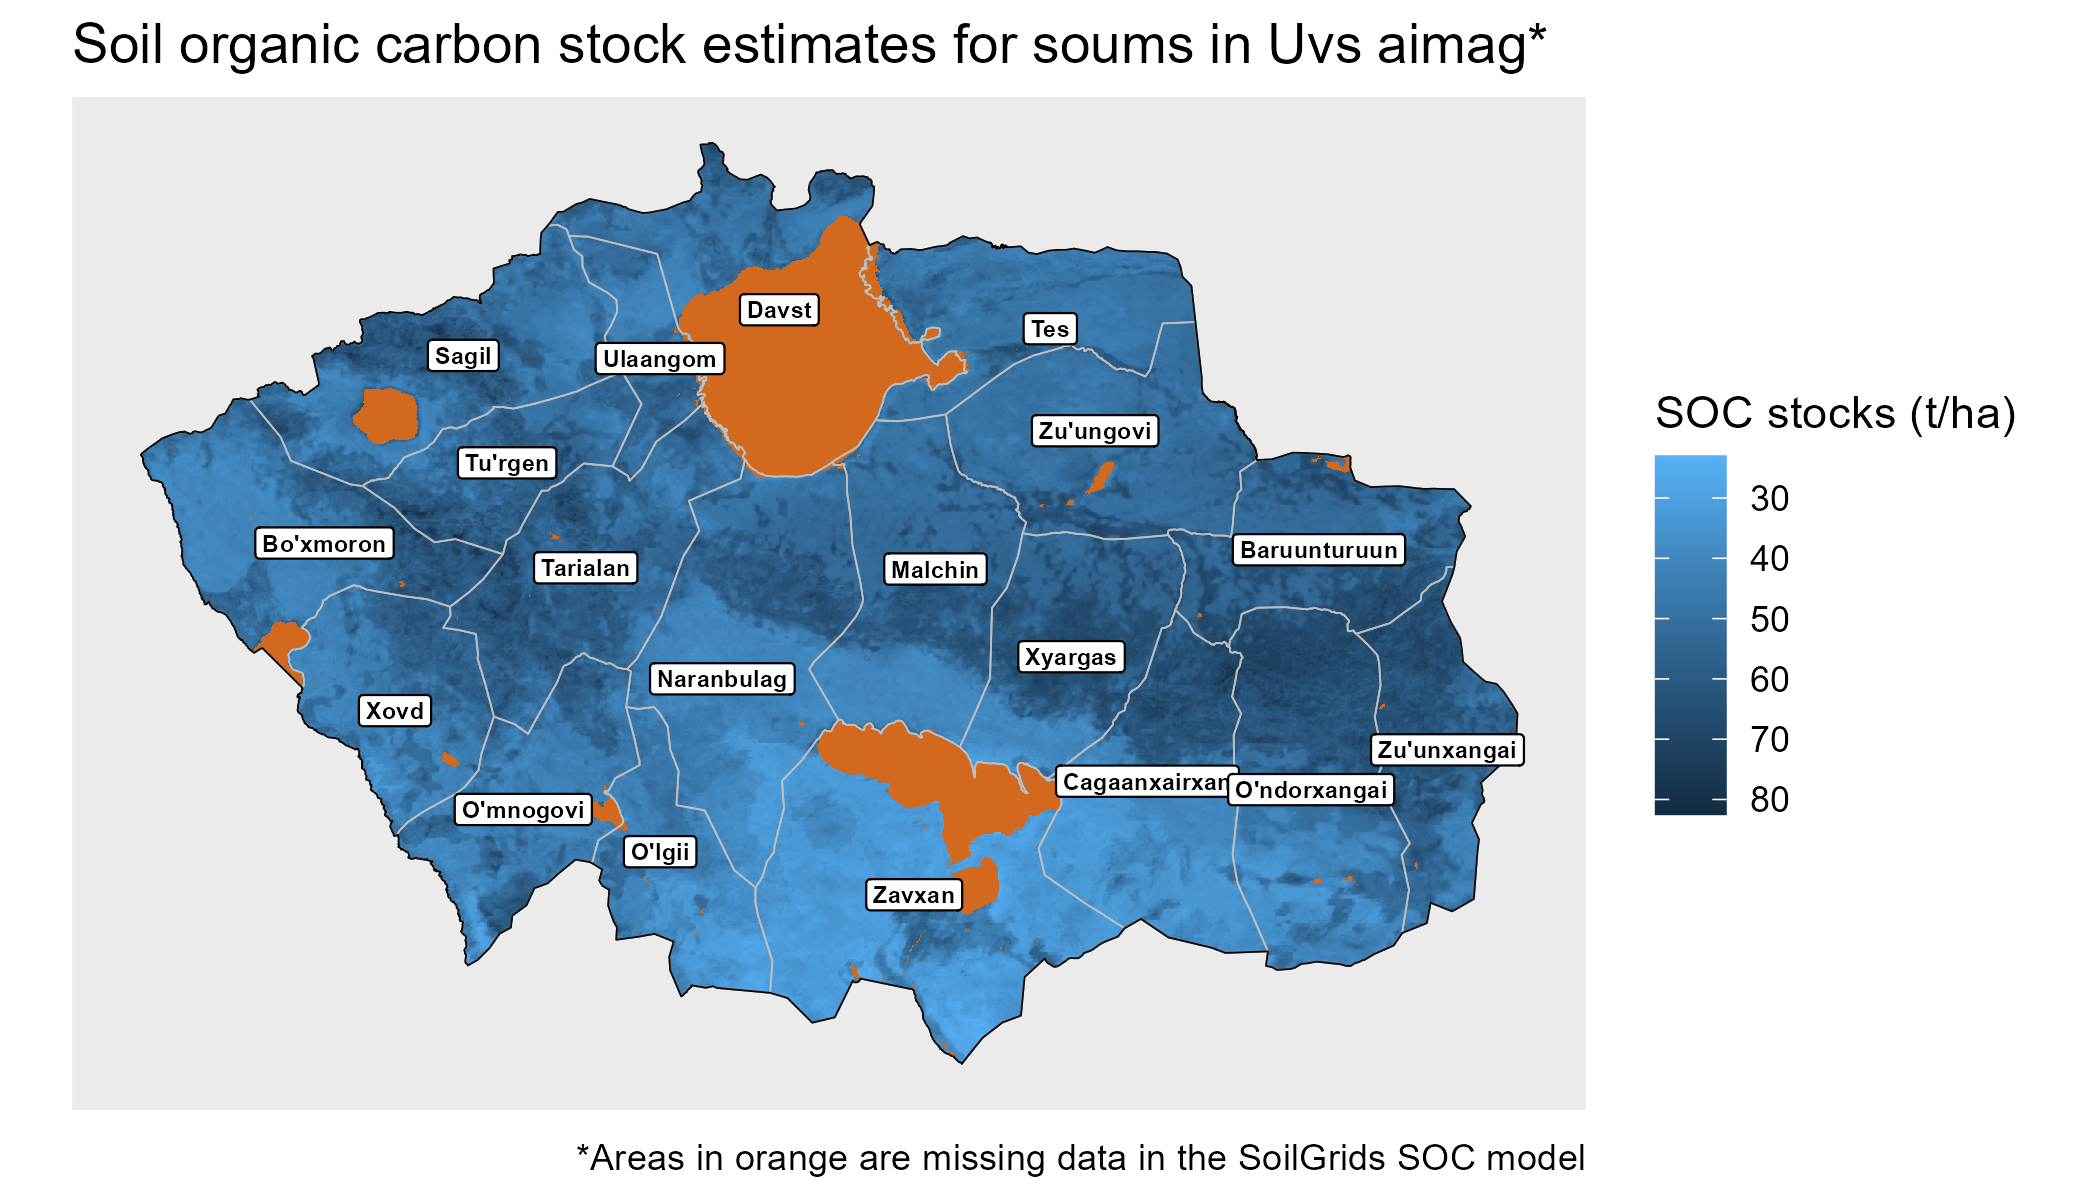 Soil organic carbon stock estimates for soums in Uvs aimag*
Davst
Tes
Sagil
Ulaangom
Zu'ungovi
Tu'rgen
Bo'xmoron
Tarialan
Malchin
Baruunturuun
Xyargas
Naranbulag
Xovd
Zu'unxangai
Cagaanxairxan
O'ndorxangai
O'mnogovi
O'lgii
Zavxan
SOC stocks (t/ha)
30
40
50
60
70
80
*Areas in orange are missing data in the SoilGrids SOC model